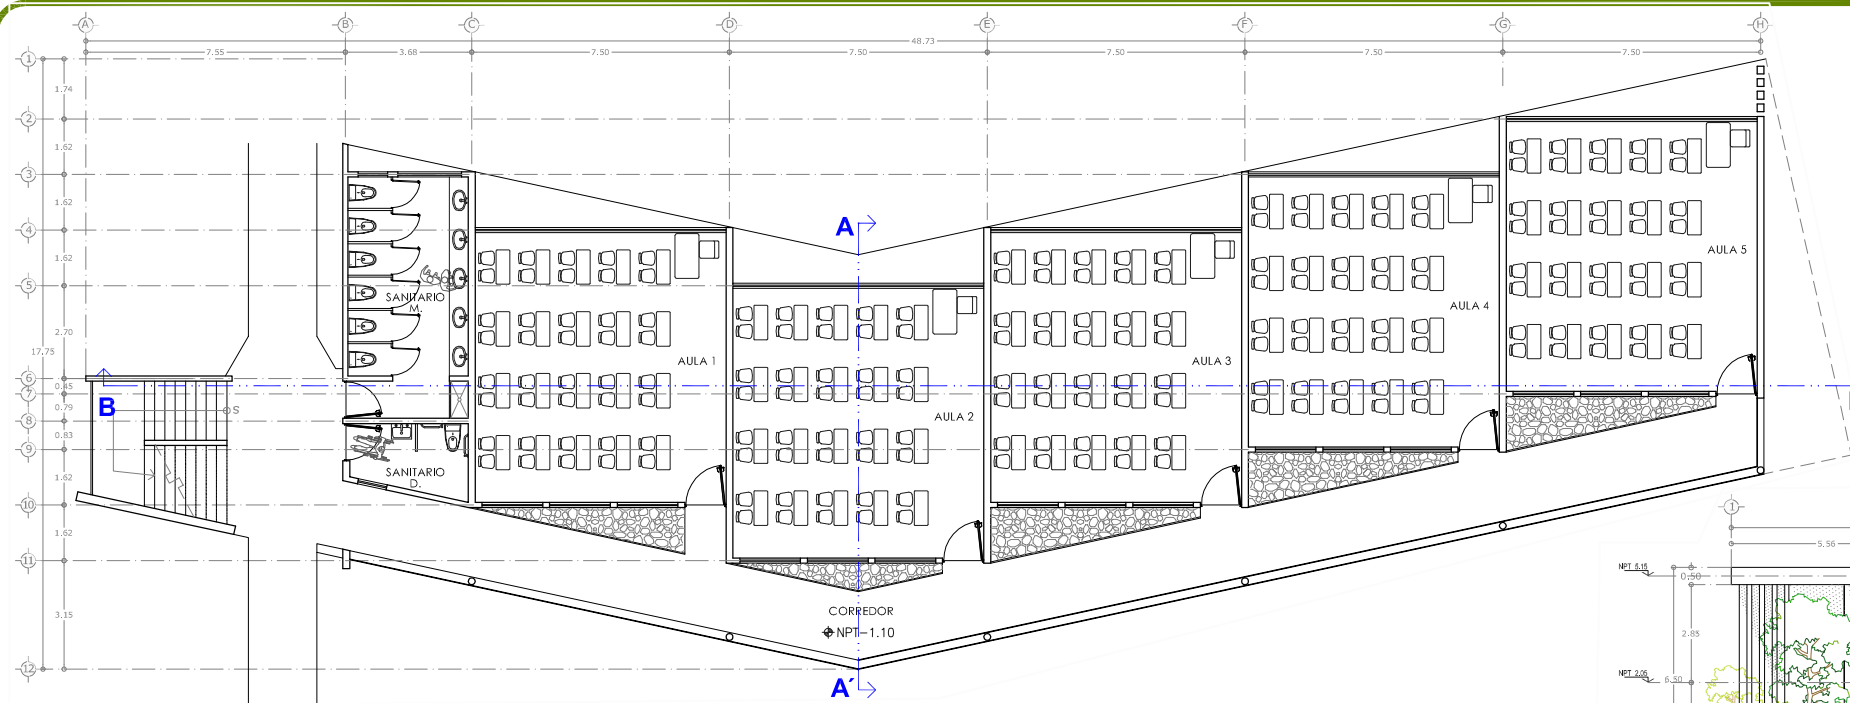 A B C D E F G H
48.73
7.55 3.68 7.50 7.50 7.50 7.50 7.50
1
1.74
2
1.62
3
1.62
4
1.62
5
2.70
17.75
6
0.45
7
0.79
8
0.83
9
1.62
10
1.62
11
3.15
12
A
B
S
SANITARIO
M.
SANITARIO
D.
AULA 1
AULA 2
AULA 3
AULA 4
AULA 5
CORREDOR
NPT-1.10
A´
1
5.56
NPT 5.15
0.50
2.85
NPT 2.05
6.50